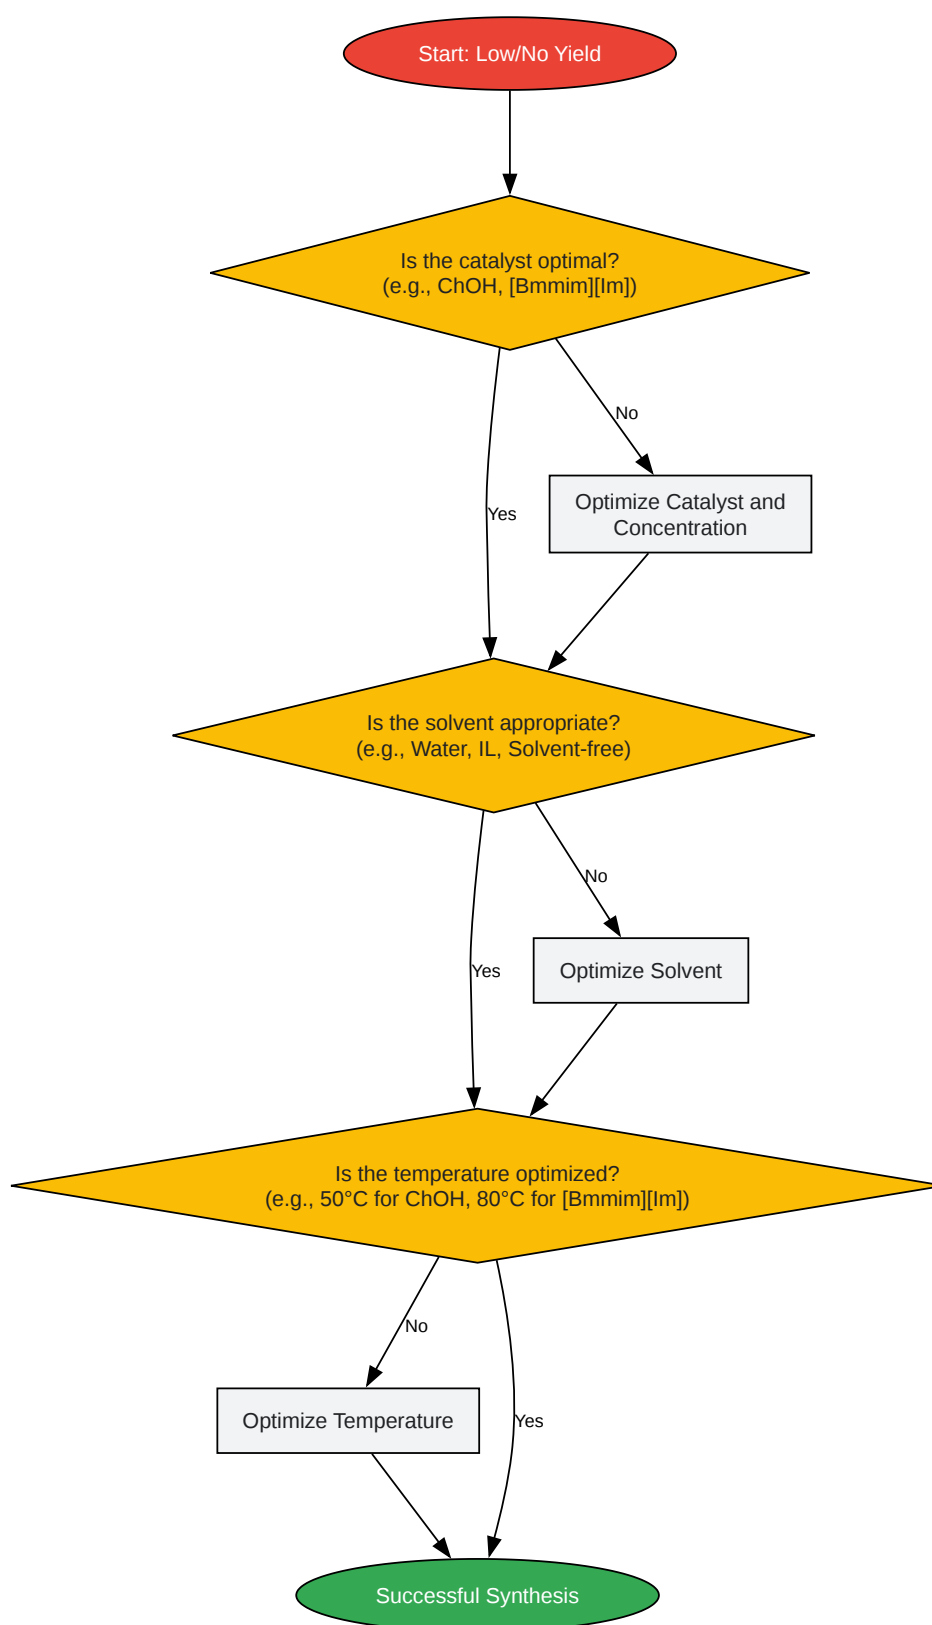 Start: Low/No Yield
Is the catalyst optimal?
(e.g., ChOH, [Bmmim][Im])
No
Optimize Catalyst and
Concentration
Yes
Is the solvent appropriate?
(e.g., Water, IL, Solvent-free)
No
Yes
Optimize Solvent
Is the temperature optimized?
(e.g., 50°C for ChOH, 80°C for [Bmmim][Im])
No
Optimize Temperature
Yes
Successful Synthesis